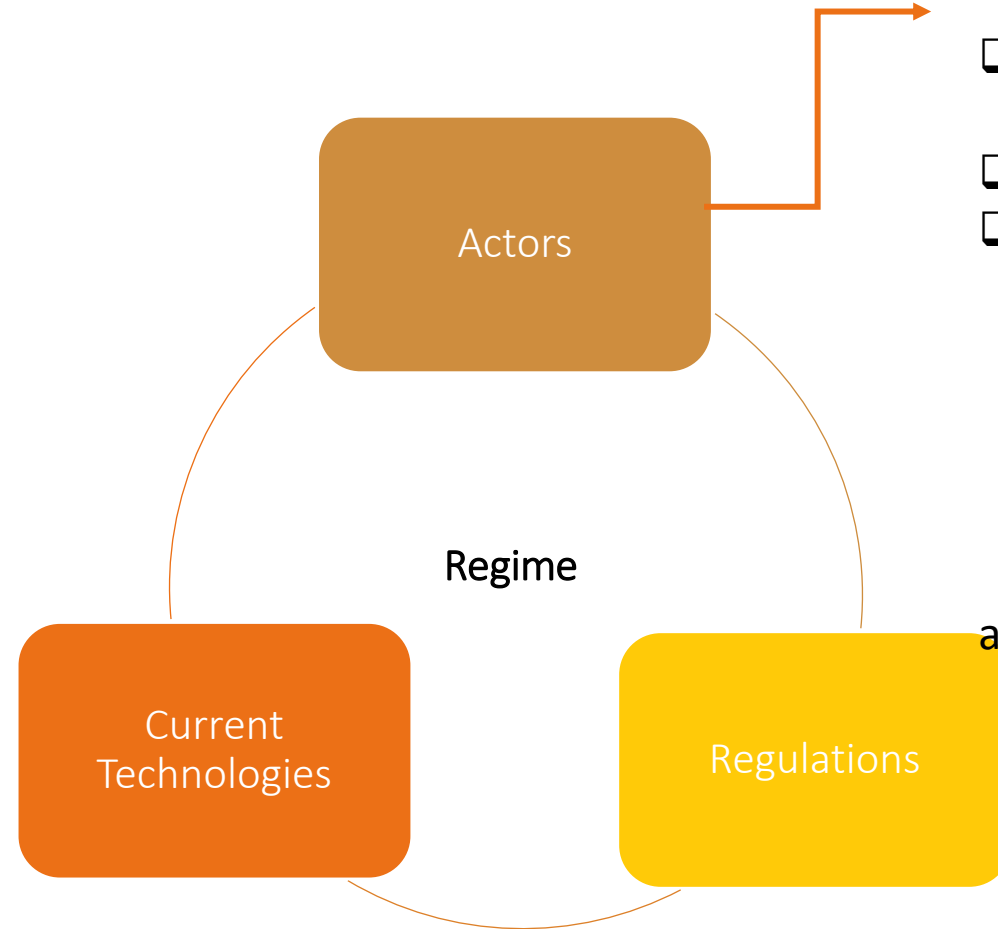 ❑
❑
❑
Actors
Regime
a
Current
Technologies
Regulations